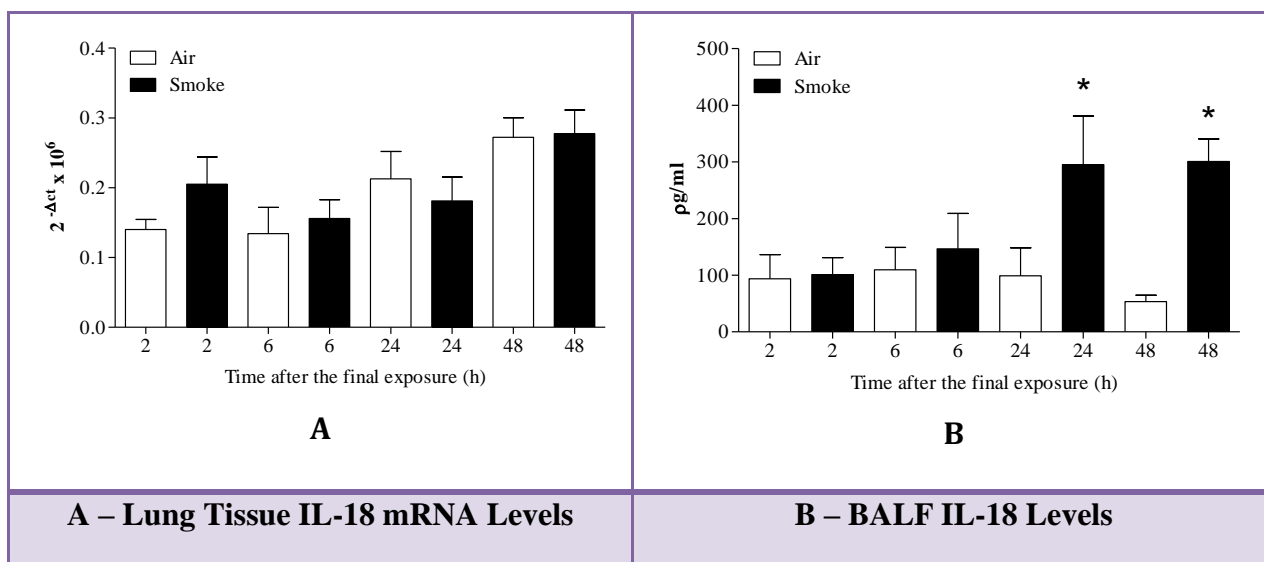 0.4
0.3
0.2
0.1
0.0
2 -Δct x 10⁶
Air
Smoke
2 2 6 6 24 24 48 48
Time after the final exposure (h)
A
500
400
300
200
100
0
ρg/ml
Air
Smoke
*
*
2 2 6 6 24 24 48 48
Time after the final exposure (h)
B
A – Lung Tissue IL-18 mRNA Levels
B – BALF IL-18 Levels